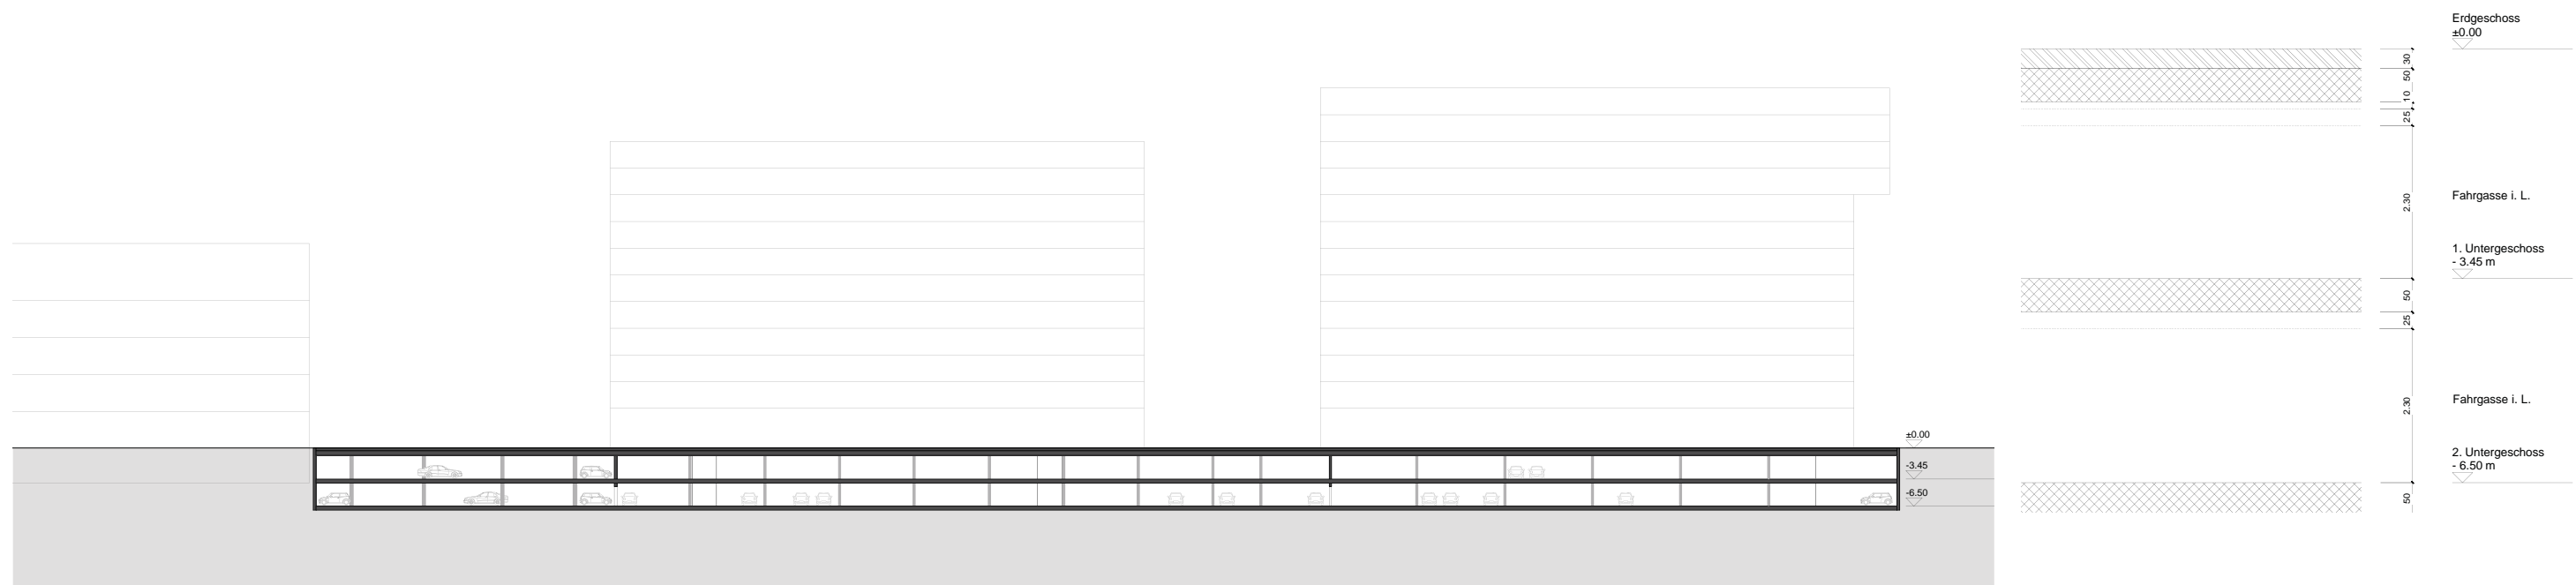 Erdgeschoss
±0.00
30
50
10
25
2.30
Fahrgasse i. L.
1. Untergeschoss
- 3.45 m
50
25
2.30
Fahrgasse i. L.
2. Untergeschoss
- 6.50 m
50
±0.00
-3.45
-6.50